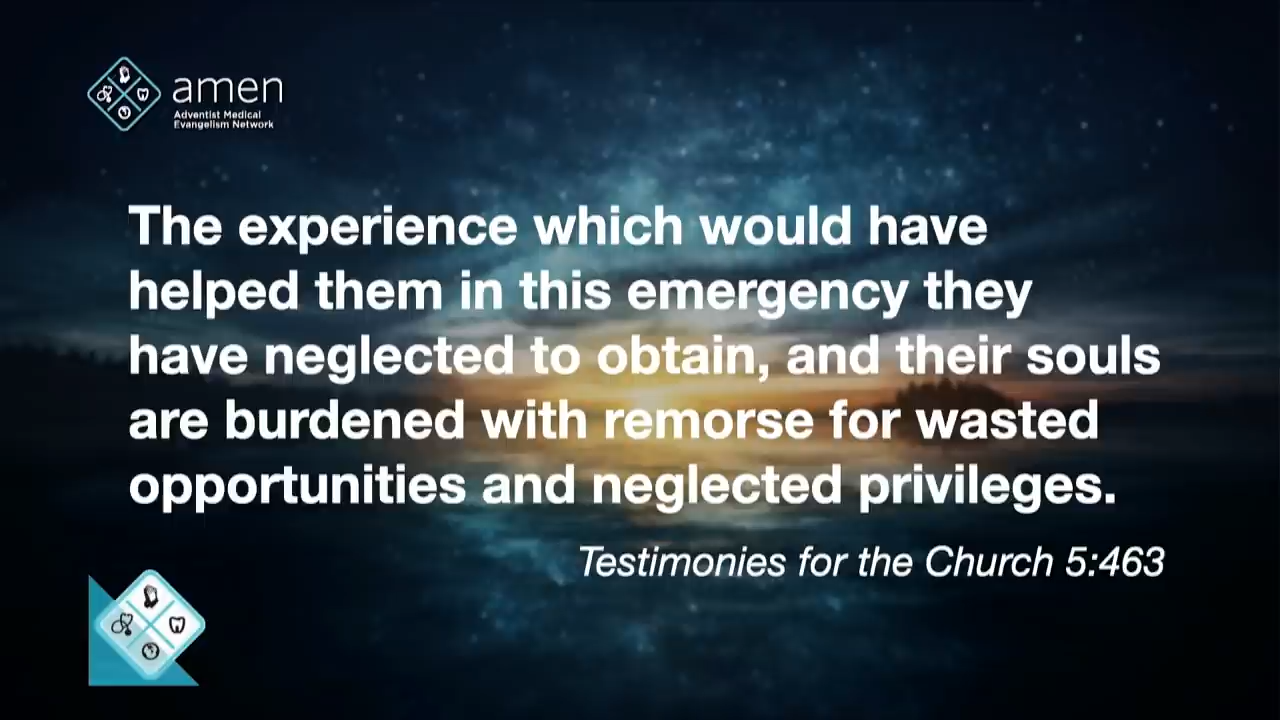 amen
Adventist Medical
Evangelism Network
The experience which would have
helped them in this emergency they
have neglected to obtain, and their souls
are burdened with remorse for wasted
opportunities and neglected privileges.
Testimonies for the Church 5:463